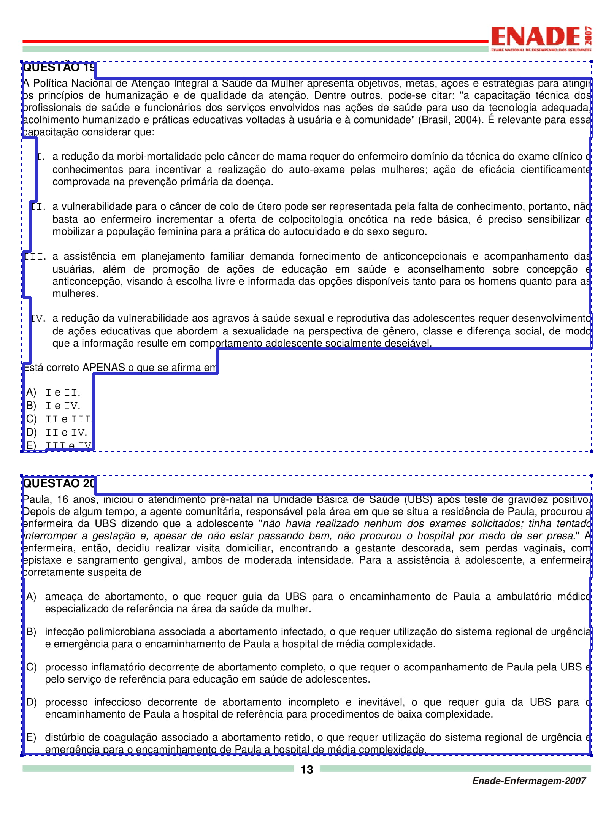 ENADE 2007
EXAME NACIONAL DE DESEMPENHO DOS ESTUDANTES
QUESTÃO 19
A Política Nacional de Atenção Integral à Saúde da Mulher apresenta objetivos, metas, ações e estratégias para atingir
os princípios de humanização e de qualidade da atenção. Dentre outros, pode-se citar: "a capacitação técnica dos
profissionais de saúde e funcionários dos serviços envolvidos nas ações de saúde para uso da tecnologia adequada,
acolhimento humanizado e práticas educativas voltadas à usuária e à comunidade" (Brasil, 2004). É relevante para essa
capacitação considerar que:
I. a redução da morbi-mortalidade pelo câncer de mama requer do enfermeiro domínio da técnica do exame clínico e
conhecimentos para incentivar a realização do auto-exame pelas mulheres; ação de eficácia cientificamente
comprovada na prevenção primária da doença.
II. a vulnerabilidade para o câncer de colo de útero pode ser representada pela falta de conhecimento, portanto, não
basta ao enfermeiro incrementar a oferta de colpocitologia oncótica na rede básica, é preciso sensibilizar e
mobilizar a população feminina para a prática do autocuidado e do sexo seguro.
III. a assistência em planejamento familiar demanda fornecimento de anticoncepcionais e acompanhamento das
usuárias, além de promoção de ações de educação em saúde e aconselhamento sobre concepção e
anticoncepção, visando à escolha livre e informada das opções disponíveis tanto para os homens quanto para as
mulheres.
IV. a redução da vulnerabilidade aos agravos à saúde sexual e reprodutiva das adolescentes requer desenvolvimento
de ações educativas que abordem a sexualidade na perspectiva de gênero, classe e diferença social, de modo
que a informação resulte em comportamento adolescente socialmente desejável.
Está correto APENAS o que se afirma em
A) I e II.
B) I e IV.
C) II e III.
D) II e IV.
E) III e IV.
QUESTÃO 20
Paula, 16 anos, iniciou o atendimento pré-natal na Unidade Básica de Saúde (UBS) após teste de gravidez positivo.
Depois de algum tempo, a agente comunitária, responsável pela área em que se situa a residência de Paula, procurou a
enfermeira da UBS dizendo que a adolescente "não havia realizado nenhum dos exames solicitados; tinha tentado
interromper a gestação e, apesar de não estar passando bem, não procurou o hospital por medo de ser presa." A
enfermeira, então, decidiu realizar visita domiciliar, encontrando a gestante descorada, sem perdas vaginais, com
epistaxe e sangramento gengival, ambos de moderada intensidade. Para a assistência à adolescente, a enfermeira
corretamente suspeita de
A) ameaça de abortamento, o que requer guia da UBS para o encaminhamento de Paula a ambulatório médico
especializado de referência na área da saúde da mulher.
B) infecção polimicrobiana associada a abortamento infectado, o que requer utilização do sistema regional de urgência
e emergência para o encaminhamento de Paula a hospital de média complexidade.
C) processo inflamatório decorrente de abortamento completo, o que requer o acompanhamento de Paula pela UBS e
pelo serviço de referência para educação em saúde de adolescentes.
D) processo infeccioso decorrente de abortamento incompleto e inevitável, o que requer guia da UBS para o
encaminhamento de Paula a hospital de referência para procedimentos de baixa complexidade.
E) distúrbio de coagulação associado a abortamento retido, o que requer utilização do sistema regional de urgência e
emergência para o encaminhamento de Paula a hospital de média complexidade.
13
Enade-Enfermagem-2007